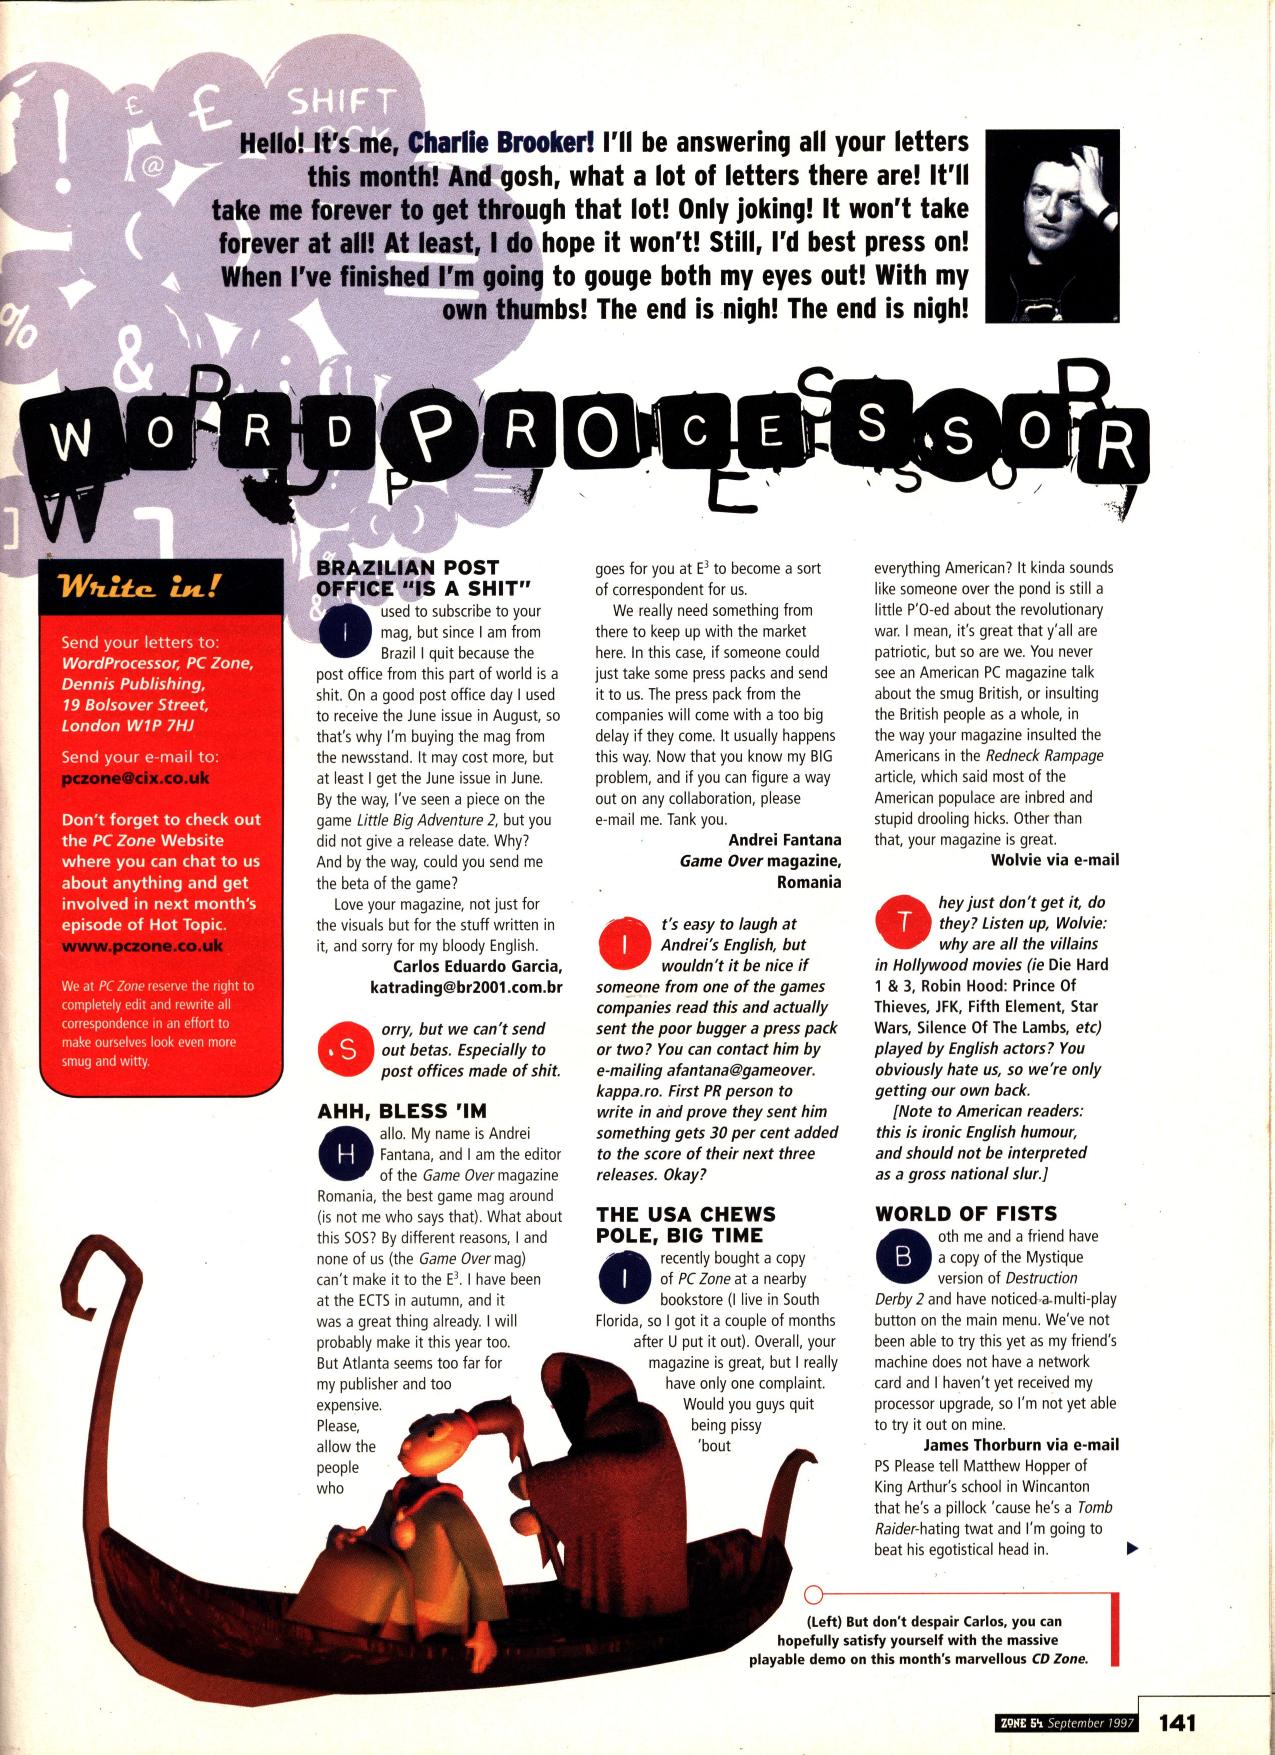 SHIFT
LOCK
Hello! It's me, Charlie Brooker! I'll be answering all your letters
this month! And gosh, what a lot of letters there are! It'll
take me forever to get through that lot! Only joking! It won't take
forever at all! At least, I do hope it won't! Still, I'd best press on!
When I've finished I'm going to gouge both my eyes out! With my
own thumbs! The end is nigh! The end is nigh!
WORDPROCESSOR
Write in!
Send your letters to:
WordProcessor, PC Zone,
Dennis Publishing,
19 Bolsover Street,
London W1P 7HJ
Send your e-mail to:
pczone@cix.co.uk
Don't forget to check out
the PC Zone Website
where you can chat to us
about anything and get
involved in next month's
episode of Hot Topic.
www.pczone.co.uk
We at PC Zone reserve the right to
completely edit and rewrite all
correspondence in an effort to
make ourselves look even more
smug and witty.
BRAZILIAN POST
OFFICE "IS A SHIT"
I used to subscribe to your
mag, but since I am from
Brazil I quit because the
post office from this part of world is a
shit. On a good post office day I used
to receive the June issue in August, so
that's why I'm buying the mag from
the newsstand. It may cost more, but
at least I get the June issue in June.
By the way, I've seen a piece on the
game Little Big Adventure 2, but you
did not give a release date. Why?
And by the way, could you send me
the beta of the game?
Love your magazine, not just for
the visuals but for the stuff written in
it, and sorry for my bloody English.
Carlos Eduardo Garcia,
katrading@br2001.com.br
Sorry, but we can't send
out betas. Especially to
post offices made of shit.
AHH, BLESS 'IM
Hallo. My name is Andrei
Fantana, and I am the editor
of the Game Over magazine
Romania, the best game mag around
(is not me who says that). What about
this SOS? By different reasons, I and
none of us (the Game Over mag)
can't make it to the E³. I have been
at the ECTS in autumn, and it
was a great thing already. I will
probably make it this year too.
But Atlanta seems too far for
my publisher and too
expensive.
Please,
allow the
people
who
goes for you at E³ to become a sort
of correspondent for us.
We really need something from
there to keep up with the market
here. In this case, if someone could
just take some press packs and send
it to us. The press pack from the
companies will come with a too big
delay if they come. It usually happens
this way. Now that you know my BIG
problem, and if you can figure a way
out on any collaboration, please
e-mail me. Tank you.
Andrei Fantana
Game Over magazine,
Romania
It's easy to laugh at
Andrei's English, but
wouldn't it be nice if
someone from one of the games
companies read this and actually
sent the poor bugger a press pack
or two? You can contact him by
e-mailing afantana@gameover.
kappa.ro. First PR person to
write in and prove they sent him
something gets 30 per cent added
to the score of their next three
releases. Okay?
THE USA CHEWS
POLE, BIG TIME
I recently bought a copy
of PC Zone at a nearby
bookstore (I live in South
Florida, so I got it a couple of months
after U put it out). Overall, your
magazine is great, but I really
have only one complaint.
Would you guys quit
being pissy
'bout
everything American? It kinda sounds
like someone over the pond is still a
little P'O-ed about the revolutionary
war. I mean, it's great that y'all are
patriotic, but so are we. You never
see an American PC magazine talk
about the smug British, or insulting
the British people as a whole, in
the way your magazine insulted the
Americans in the Redneck Rampage
article, which said most of the
American populace are inbred and
stupid drooling hicks. Other than
that, your magazine is great.
Wolvie via e-mail
They just don't get it, do
they? Listen up, Wolvie:
why are all the villains
in Hollywood movies (ie Die Hard
1 & 3, Robin Hood: Prince Of
Thieves, JFK, Fifth Element, Star
Wars, Silence Of The Lambs, etc)
played by English actors? You
obviously hate us, so we're only
getting our own back.
[Note to American readers:
this is ironic English humour,
and should not be interpreted
as a gross national slur.]
WORLD OF FISTS
Both me and a friend have
a copy of the Mystique
version of Destruction
Derby 2 and have noticed a multi-play
button on the main menu. We've not
been able to try this yet as my friend's
machine does not have a network
card and I haven't yet received my
processor upgrade, so I'm not yet able
to try it out on mine.
James Thorburn via e-mail
PS Please tell Matthew Hopper of
King Arthur's school in Wincanton
that he's a pillock 'cause he's a Tomb
Raider-hating twat and I'm going to
beat his egotistical head in.
(Left) But don't despair Carlos, you can
hopefully satisfy yourself with the massive
playable demo on this month's marvellous CD Zone.
ZONE 54 September 1997 141